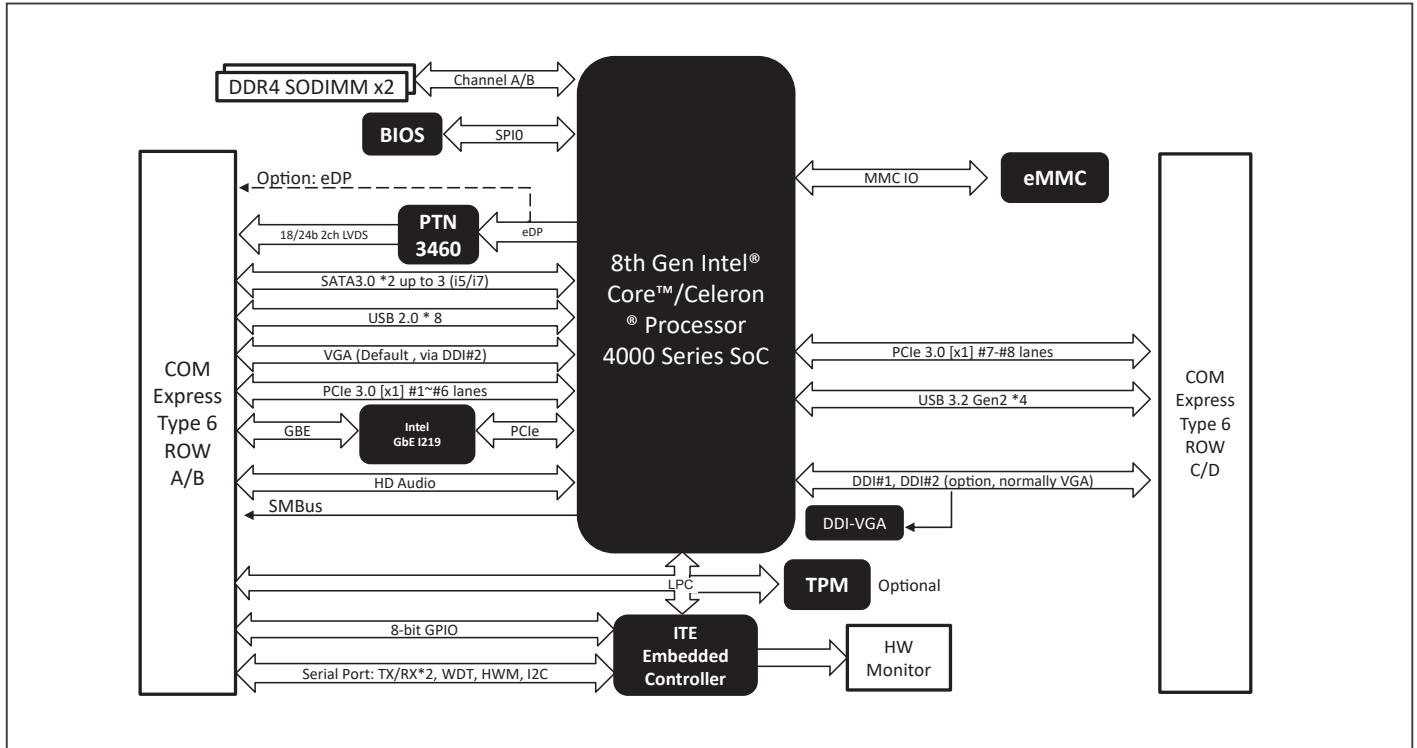 DDR4 SODIMM x2
Channel A/B
BIOS
SPI0
Option: eDP
PTN
3460
18/24b 2ch LVDS
eDP
SATA3.0 *2 up to 3 (i5/i7)
USB 2.0 * 8
VGA (Default , via DDI#2)
PCIe 3.0 [x1] #1~#6 lanes
GBE
Intel
GbE I219
PCIe
HD Audio
SMBus
COM
Express
Type 6
ROW
A/B
8th Gen Intel®
Core™/Celeron
® Processor
4000 Series SoC
MMC IO
eMMC
PCIe 3.0 [x1] #7-#8 lanes
USB 3.2 Gen2 *4
DDI#1, DDI#2 (option, normally VGA)
DDI-VGA
COM
Express
Type 6
ROW
C/D
LPC
TPM
Optional
8-bit GPIO
Serial Port: TX/RX*2, WDT, HWM, I2C
ITE
Embedded
Controller
HW
Monitor